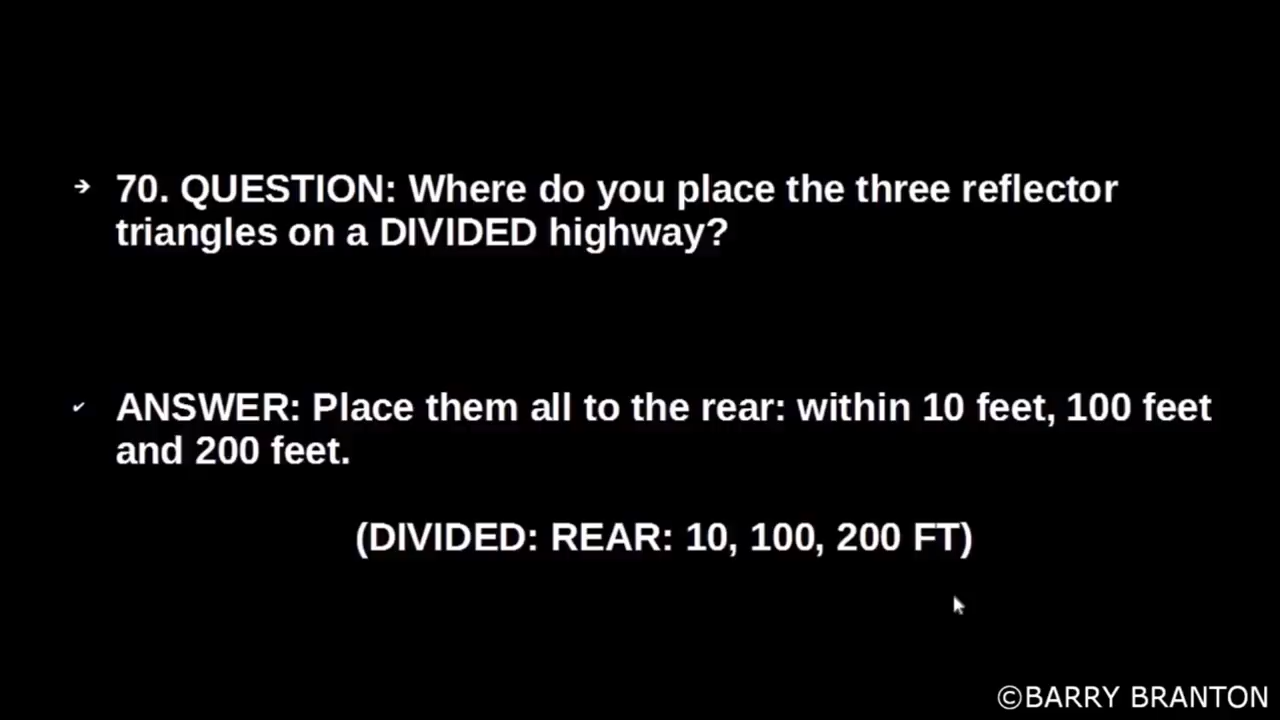 ➔ 70. QUESTION: Where do you place the three reflector
triangles on a DIVIDED highway?
✔ ANSWER: Place them all to the rear: within 10 feet, 100 feet
and 200 feet.
(DIVIDED: REAR: 10, 100, 200 FT)
©BARRY BRANTON